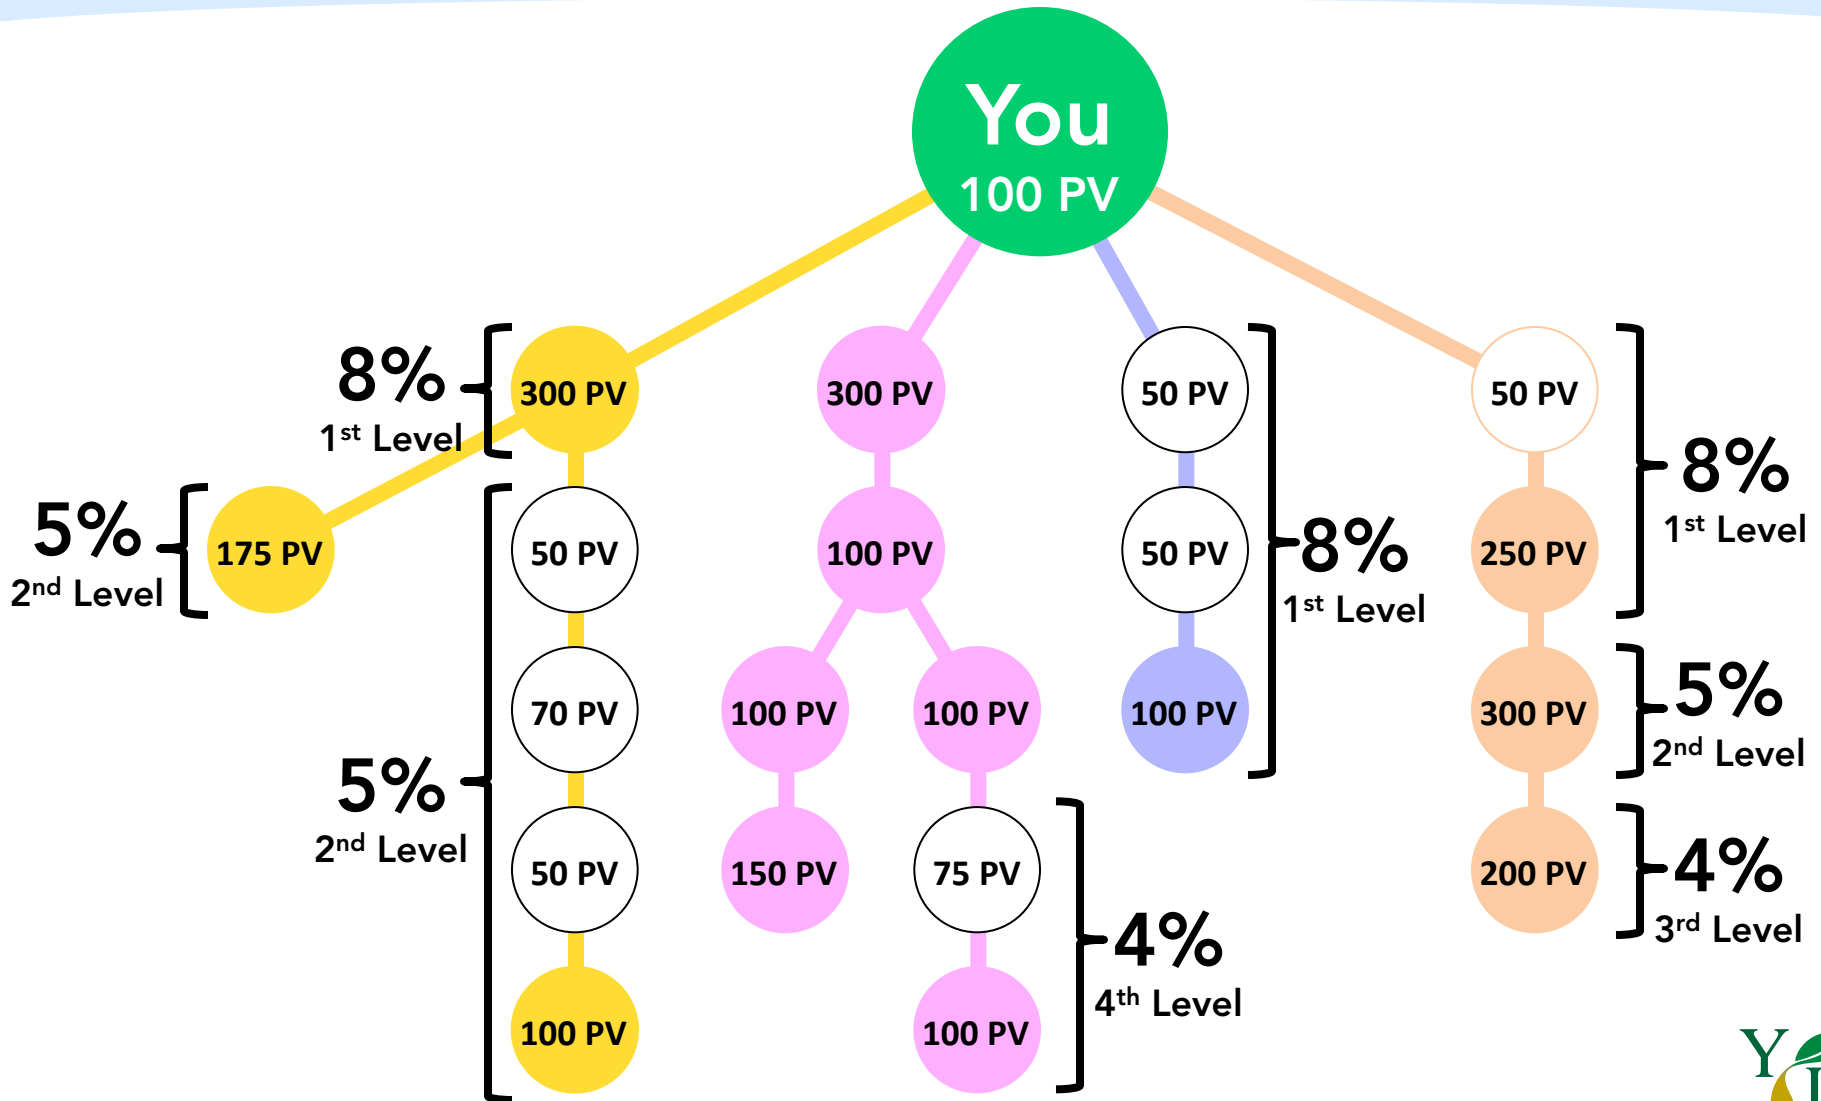 You
100 PV
8%
1st Level
300 PV
300 PV
50 PV
50 PV
8%
1st Level
5%
2nd Level
175 PV
50 PV
100 PV
50 PV
250 PV
8%
1st Level
5%
2nd Level
70 PV
100 PV
100 PV
100 PV
300 PV
5%
2nd Level
50 PV
150 PV
75 PV
200 PV
4%
3rd Level
4%
4th Level
100 PV
100 PV
Y